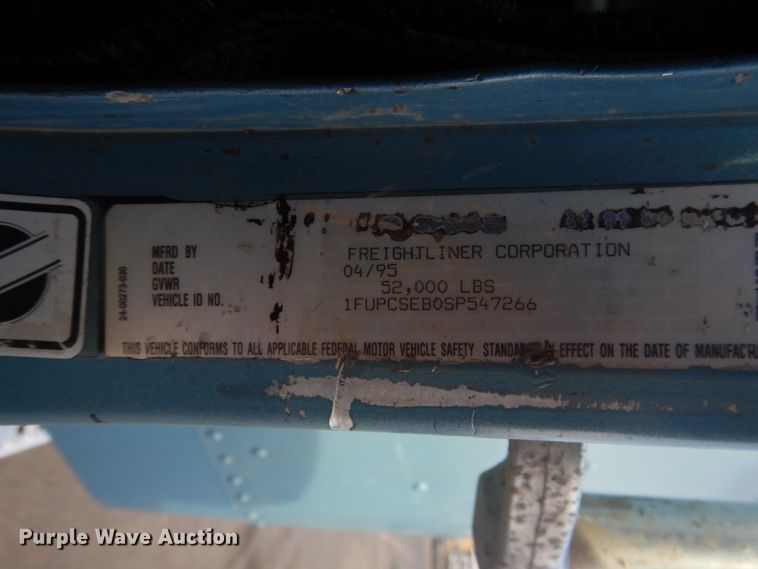 MFRD BY FREIGHTLINER CORPORATION
DATE 04/95
GVWR 52,000 LBS
VEHICLE ID NO. 1FUPCSEB0SP547266
THIS VEHICLE CONFORMS TO ALL APPLICABLE FEDERAL MOTOR VEHICLE SAFETY STANDARDS IN EFFECT ON THE DATE OF MANUFACTUR
24-00273-030
Purple Wave Auction®